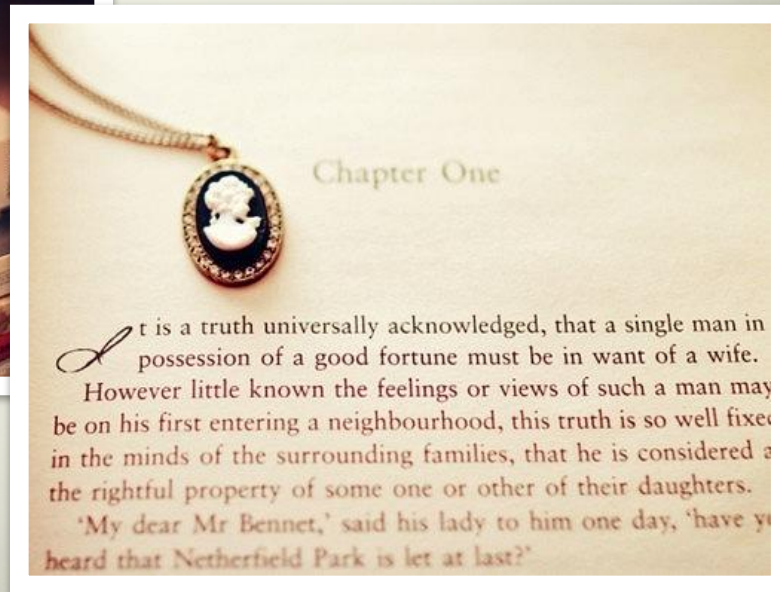 Chapter One
It is a truth universally acknowledged, that a single man in
possession of a good fortune must be in want of a wife.
However little known the feelings or views of such a man may
be on his first entering a neighbourhood, this truth is so well fixed
in the minds of the surrounding families, that he is considered
the rightful property of some one or other of their daughters.
‘My dear Mr Bennet,’ said his lady to him one day, ‘have
heard that Netherfield Park is let at last?’